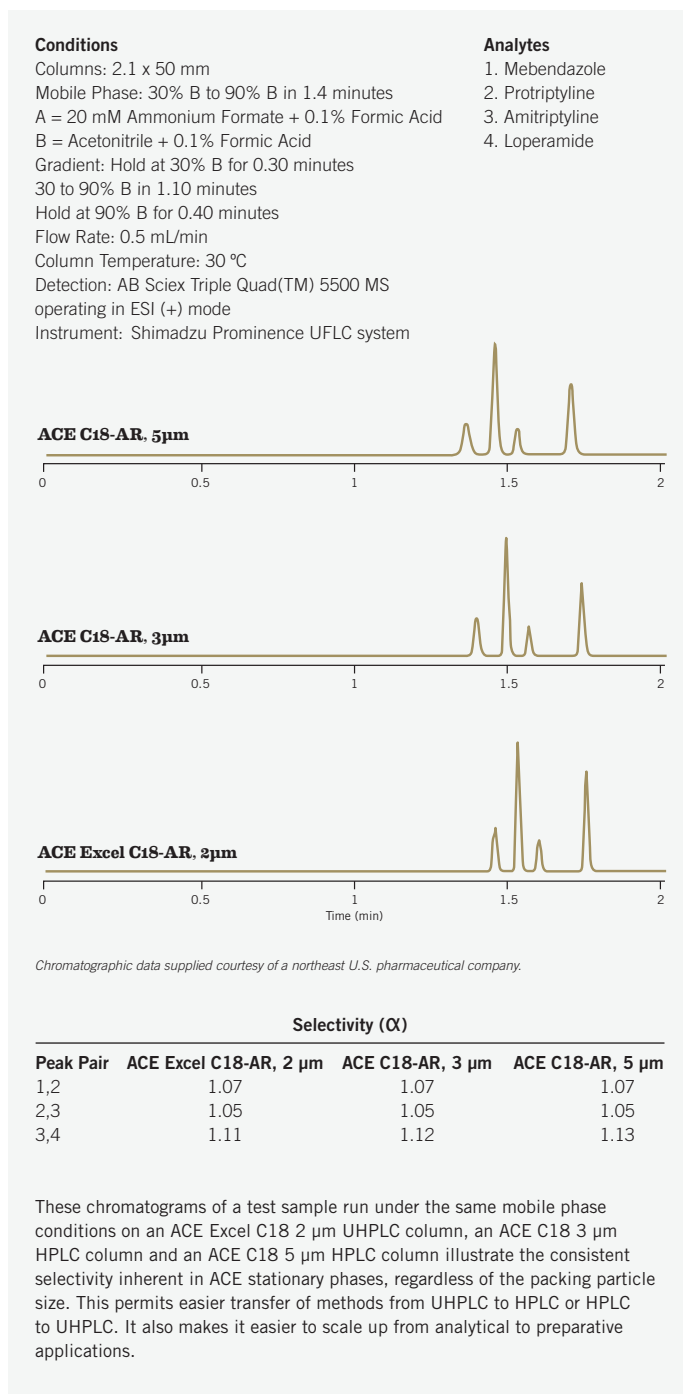 Conditions
Columns: 2.1 x 50 mm
Mobile Phase: 30% B to 90% B in 1.4 minutes
A = 20 mM Ammonium Formate + 0.1% Formic Acid
B = Acetonitrile + 0.1% Formic Acid
Gradient: Hold at 30% B for 0.30 minutes
30 to 90% B in 1.10 minutes
Hold at 90% B for 0.40 minutes
Flow Rate: 0.5 mL/min
Column Temperature: 30 ºC
Detection: AB Sciex Triple Quad(TM) 5500 MS
operating in ESI (+) mode
Instrument: Shimadzu Prominence UFLC system
Analytes
1. Mebendazole
2. Protriptyline
3. Amitriptyline
4. Loperamide
ACE C18-AR, 5µm
0 0.5 1 1.5 2
ACE C18-AR, 3µm
0 0.5 1 1.5 2
ACE Excel C18-AR, 2µm
0 0.5 1 1.5 2
Time (min)
Chromatographic data supplied courtesy of a northeast U.S. pharmaceutical company.
Selectivity (α)
Peak Pair ACE Excel C18-AR, 2 µm ACE C18-AR, 3 µm ACE C18-AR, 5 µm
1,2 1.07 1.07 1.07
2,3 1.05 1.05 1.05
3,4 1.11 1.12 1.13
These chromatograms of a test sample run under the same mobile phase
conditions on an ACE Excel C18 2 µm UHPLC column, an ACE C18 3 µm
HPLC column and an ACE C18 5 µm HPLC column illustrate the consistent
selectivity inherent in ACE stationary phases, regardless of the packing particle
size. This permits easier transfer of methods from UHPLC to HPLC or HPLC
to UHPLC. It also makes it easier to scale up from analytical to preparative
applications.